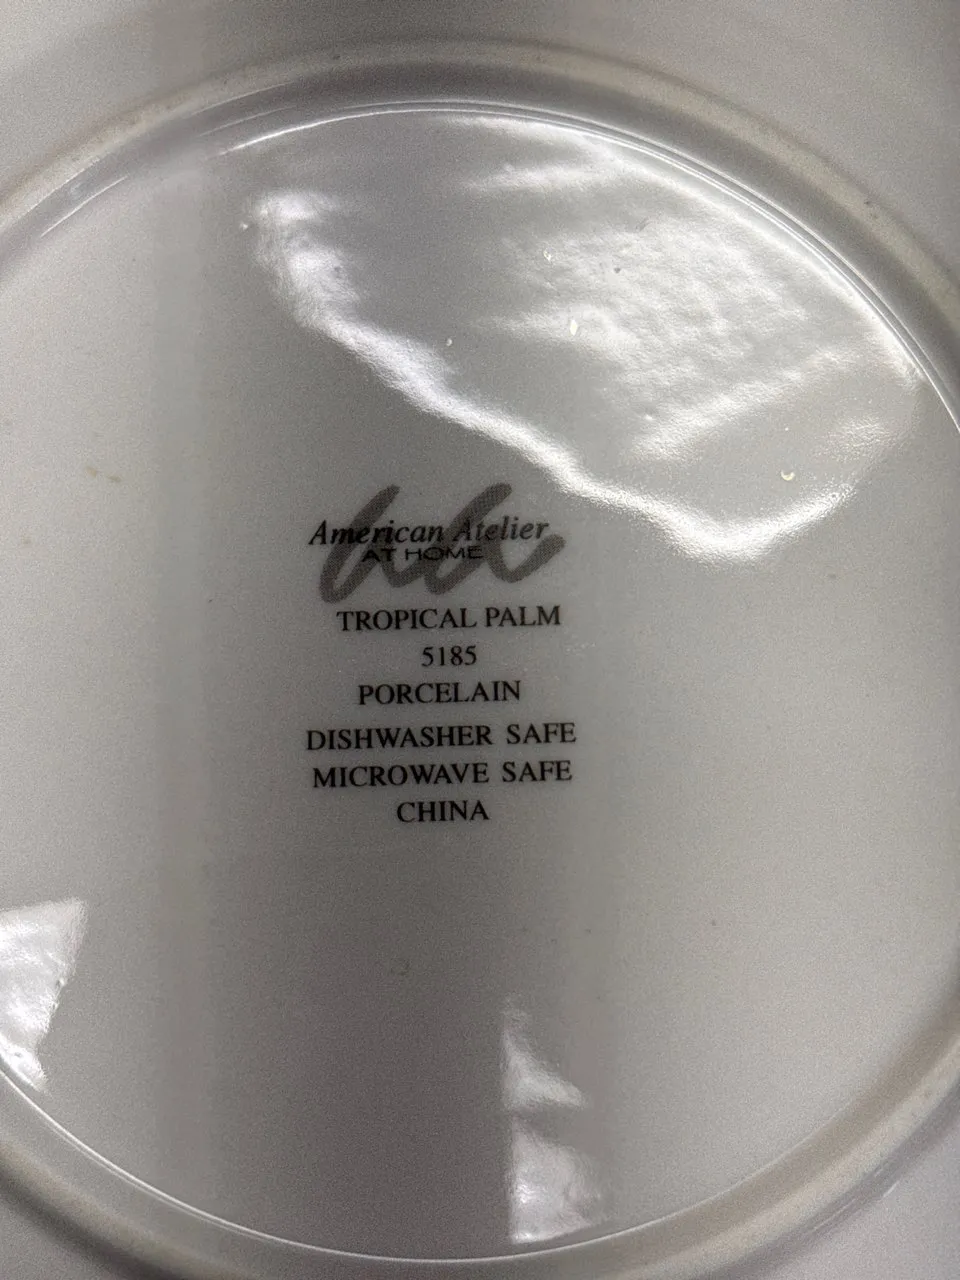 American Atelier
AT HOME
TROPICAL PALM
5185
PORCELAIN
DISHWASHER SAFE
MICROWAVE SAFE
CHINA